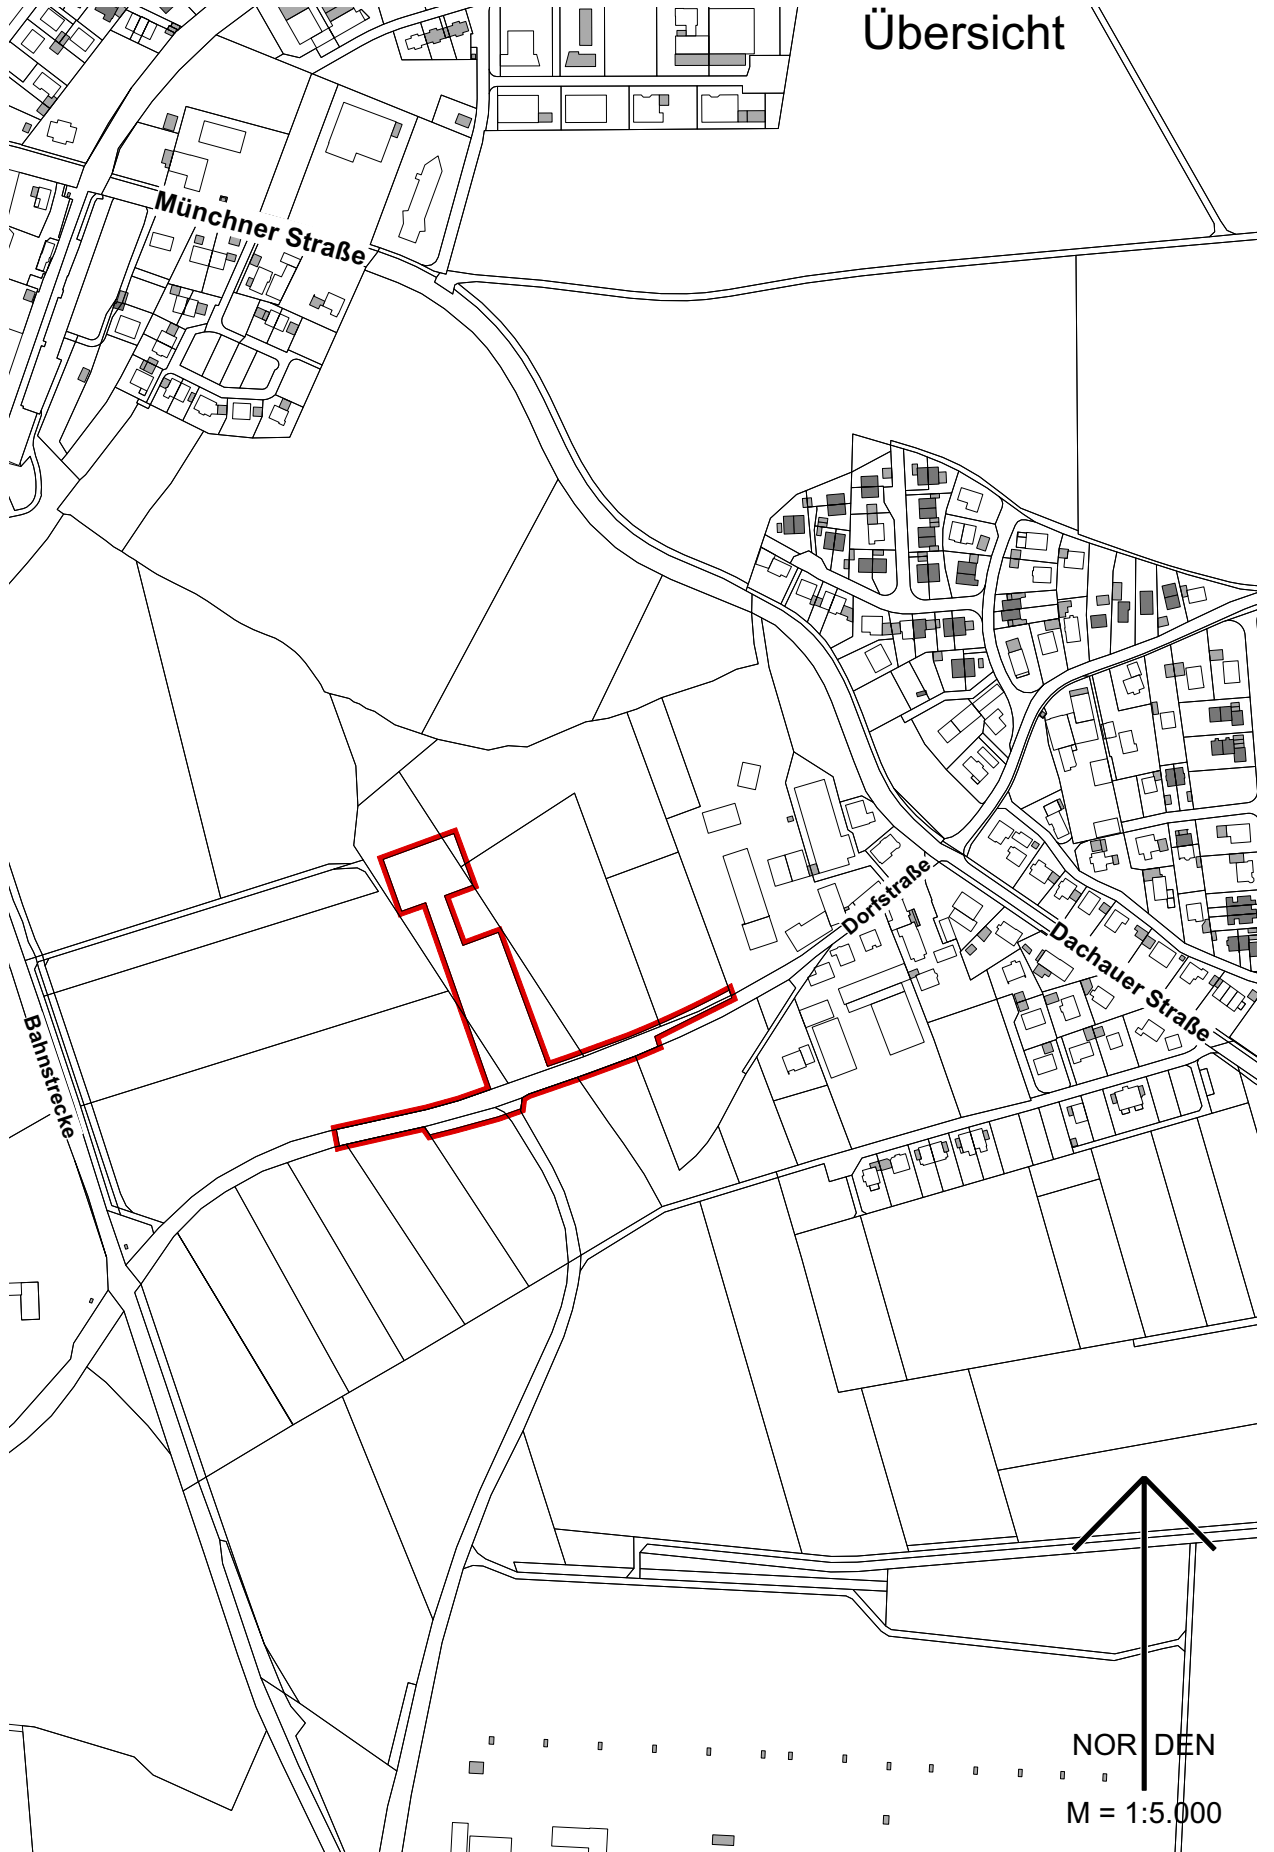 Übersicht
Münchner Straße
Dorfstraße
Dachauer Straße
Bahnstrecke
NORDEN
M = 1:5.000